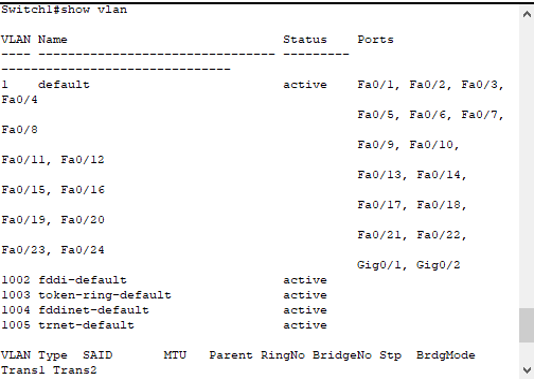 Switch1#show vlan
VLAN Name Status Ports
---- -------------------------------- ---------
-------------------------------
1 default active Fa0/1, Fa0/2, Fa0/3,
Fa0/4
Fa0/5, Fa0/6, Fa0/7,
Fa0/8
Fa0/9, Fa0/10,
Fa0/11, Fa0/12
Fa0/13, Fa0/14,
Fa0/15, Fa0/16
Fa0/17, Fa0/18,
Fa0/19, Fa0/20
Fa0/21, Fa0/22,
Fa0/23, Fa0/24
Gig0/1, Gig0/2
1002 fddi-default active
1003 token-ring-default active
1004 fddinet-default active
1005 trnet-default active
VLAN Type SAID MTU Parent RingNo BridgeNo Stp BrdgMode
Trans1 Trans2